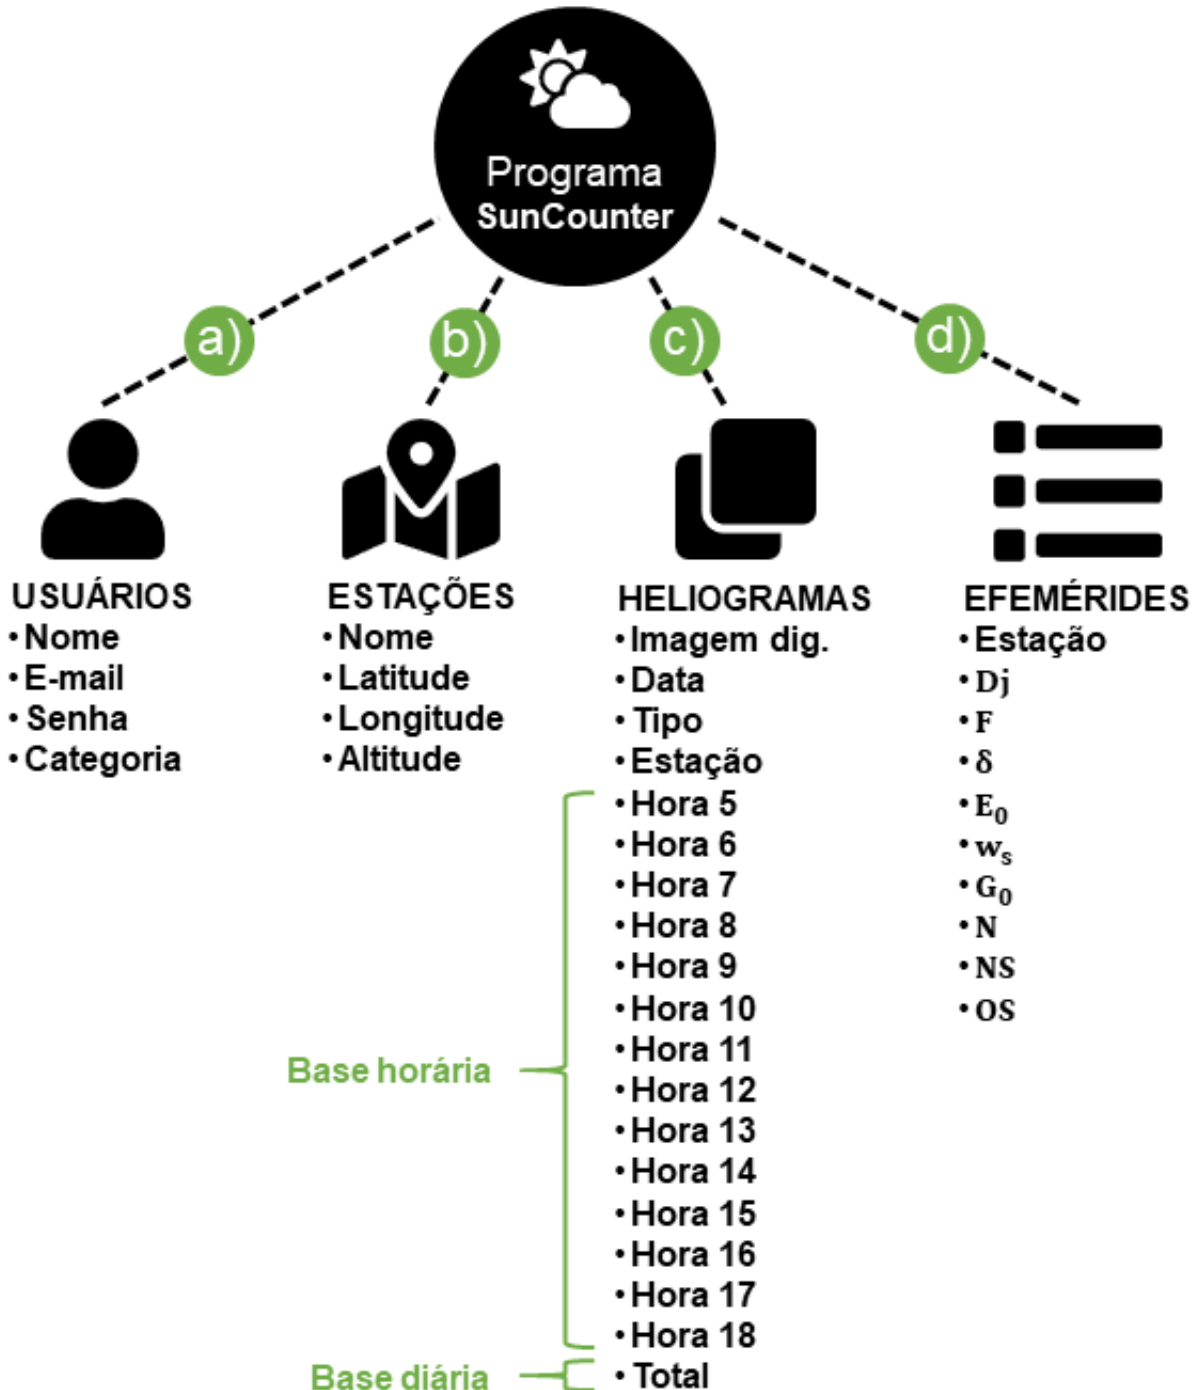 Programa
SunCounter
a)
b)
c)
d)
USUÁRIOS
• Nome
• E-mail
• Senha
• Categoria
ESTAÇÕES
• Nome
• Latitude
• Longitude
• Altitude
HELIOGRAMAS
• Imagem dig.
• Data
• Tipo
• Estação
• Hora 5
• Hora 6
• Hora 7
• Hora 8
• Hora 9
• Hora 10
• Hora 11
• Hora 12
• Hora 13
• Hora 14
• Hora 15
• Hora 16
• Hora 17
• Hora 18
• Total
Base horária
Base diária
EFEMÉRIDES
• Estação
• Dj
• F
• δ
• E₀
• wₛ
• G₀
• N
• NS
• OS